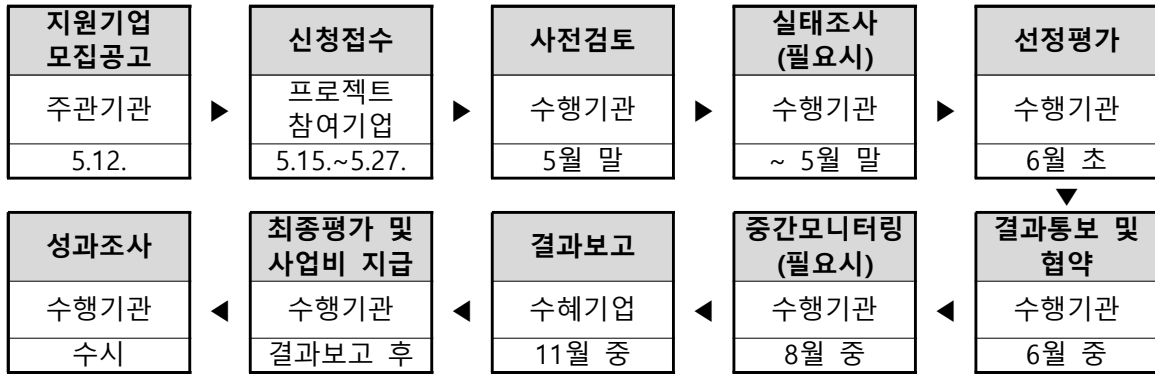 지원기업
모집공고
주관기관
5.12.
▶
신청접수
프로젝트
참여기업
5.15.~5.27.
▶
사전검토
수행기관
5월 말
▶
실태조사
(필요시)
수행기관
~ 5월 말
▶
선정평가
수행기관
6월 초
▼
결과통보 및
협약
수행기관
6월 중
◀
중간모니터링
(필요시)
수행기관
8월 중
◀
결과보고
수혜기업
11월 중
◀
최종평가 및
사업비 지급
수행기관
결과보고 후
◀
성과조사
수행기관
수시